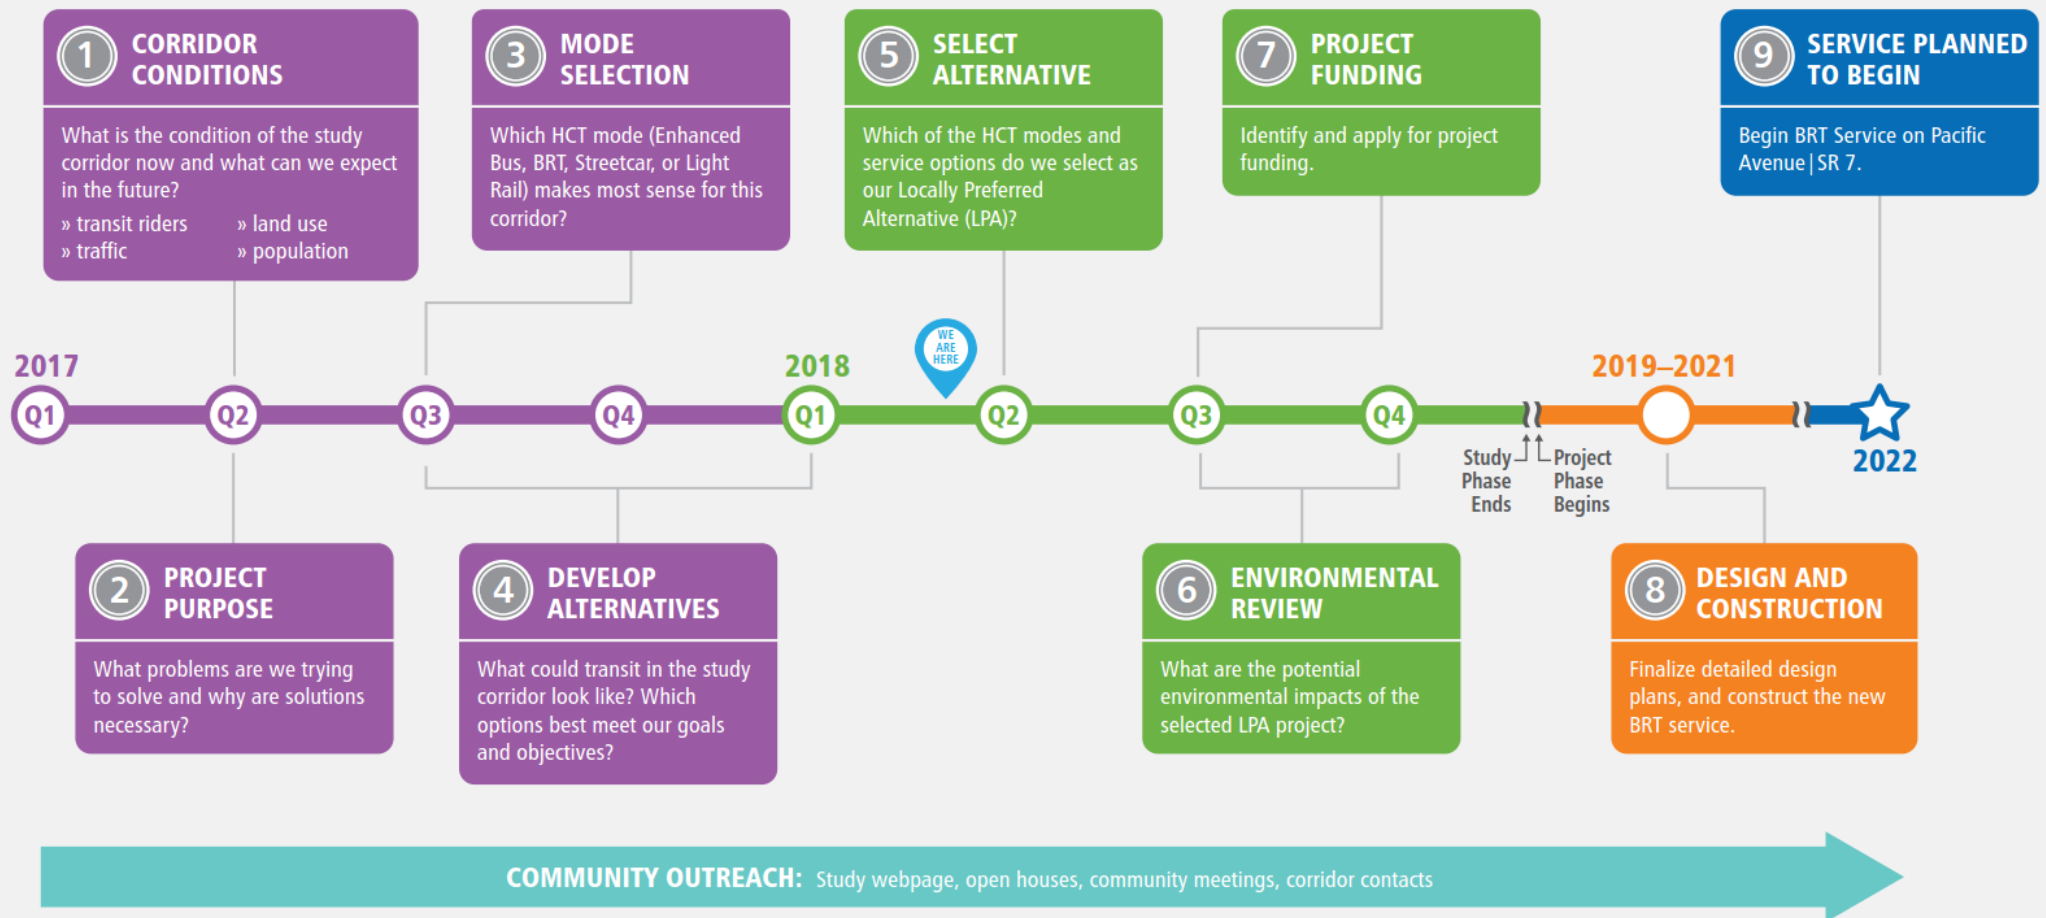 1
CORRIDOR
CONDITIONS
What is the condition of the study
corridor now and what can we expect
in the future?
» transit riders
» land use
» traffic
» population
3
MODE
SELECTION
Which HCT mode (Enhanced
Bus, BRT, Streetcar, or Light
Rail) makes most sense for this
corridor?
5
SELECT
ALTERNATIVE
Which of the HCT modes and
service options do we select as
our Locally Preferred
Alternative (LPA)?
7
PROJECT
FUNDING
Identify and apply for project
funding.
9
SERVICE PLANNED
TO BEGIN
Begin BRT Service on Pacific
Avenue|SR 7.
WE
ARE
HERE
2017
2018
2019–2021
Q1
Q2
Q3
Q4
Q1
Q2
Q3
Q4
2022
Study
Phase
Ends
Project
Phase
Begins
2
PROJECT
PURPOSE
What problems are we trying
to solve and why are solutions
necessary?
4
DEVELOP
ALTERNATIVES
What could transit in the study
corridor look like? Which
options best meet our goals
and objectives?
6
ENVIRONMENTAL
REVIEW
What are the potential
environmental impacts of the
selected LPA project?
8
DESIGN AND
CONSTRUCTION
Finalize detailed design
plans, and construct the new
BRT service.
COMMUNITY OUTREACH: Study webpage, open houses, community meetings, corridor contacts